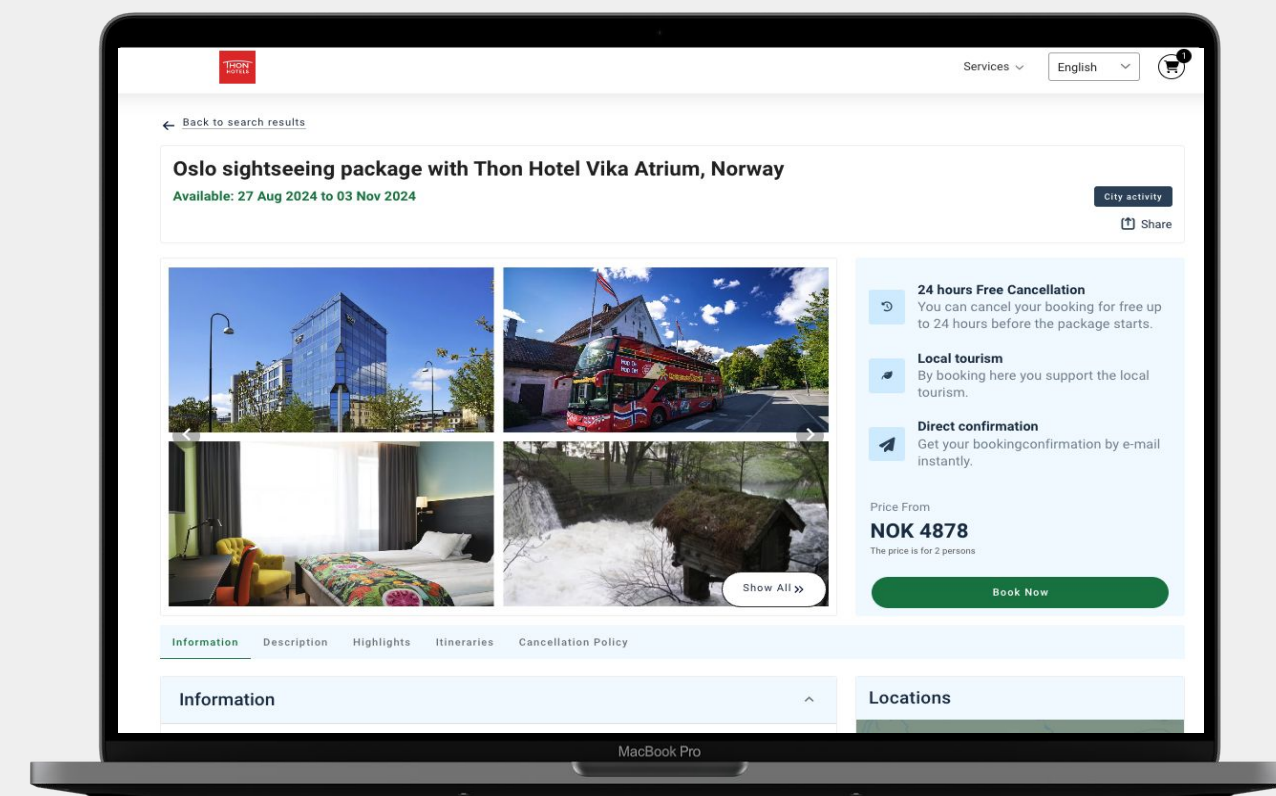 THON
HOTELS
Services
English
1
Back to search results
Oslo sightseeing package with Thon Hotel Vika Atrium, Norway
Available: 27 Aug 2024 to 03 Nov 2024
City activity
Share
24 hours Free Cancellation
You can cancel your booking for free up
to 24 hours before the package starts.
Local tourism
By booking here you support the local
tourism.
Direct confirmation
Get your bookingconfirmation by e-mail
instantly.
Price From
NOK 4878
The price is for 2 persons
Book Now
Show All
Information
Description
Highlights
Itineraries
Cancellation Policy
Information
Locations
MacBook Pro